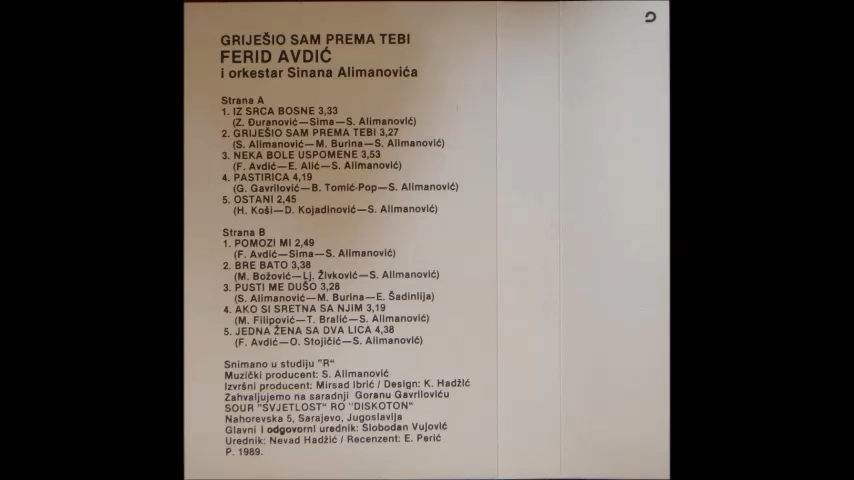 GRIJEŠIO SAM PREMA TEBI
FERID AVDIĆ
i orkestar Sinana Alimanovića
Strana A
1. IZ SRCA BOSNE 3,33
(Z. Đuranović—Sima—S. Alimanović)
2. GRIJEŠIO SAM PREMA TEBI 3,27
(S. Alimanović—M. Burina—S. Alimanović)
3. NEKA BOLE USPOMENE 3,53
(F. Avdić—E. Alić—S. Alimanović)
4. PASTIRICA 4,19
(G. Gavrilović—B. Tomić-Pop—S. Alimanović)
5. OSTANI 2,45
(H. Koši—D. Kojadinović—S. Alimanović)
Strana B
1. POMOZI MI 2,49
(F. Avdić—Sima—S. Alimanović)
2. BRE BATO 3,38
(M. Božović—Lj. Živković—S. Alimanović)
3. PUSTI ME DUŠO 3,28
(S. Alimanović—M. Burina—E. Šadinlija)
4. AKO SI SRETNA SA NJIM 3,19
(M. Filipović—T. Bralić—S. Alimanović)
5. JEDNA ŽENA SA DVA LICA 4,38
(F. Avdić—O. Stojičić—S. Alimanović)
Snimano u studiju "R"
Muzički producent: S. Alimanović
Izvršni producent: Mirsad Ibrić / Design: K. Hadžić
Zahvaljujemo na saradnji Goranu Gavriloviću
SOUR "SVJETLOST" RO "DISKOTON"
Nahorevska 5, Sarajevo, Jugoslavija
Glavni i odgovorni urednik: Slobodan Vujović
Urednik: Nevad Hadžić / Recenzent: E. Perić
P. 1989.